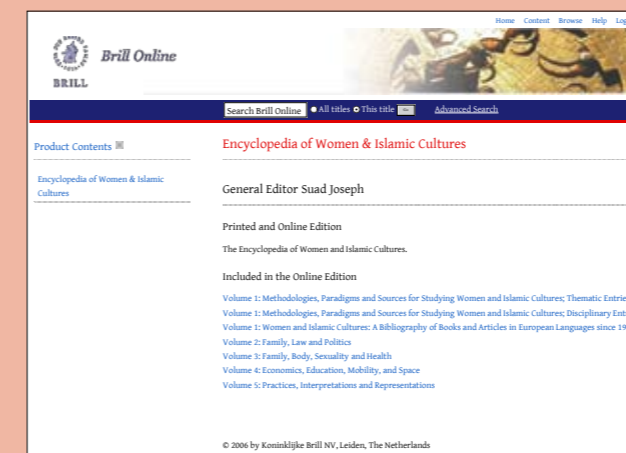 Home Content Browse Help Log
Brill Online
BRILL
Search Brill Online All titles This title Advanced Search
Product Contents
Encyclopedia of Women & Islamic Cultures
Encyclopedia of Women & Islamic
Cultures
General Editor Suad Joseph
Printed and Online Edition
The Encyclopedia of Women and Islamic Cultures.
Included in the Online Edition
Volume 1: Methodologies, Paradigms and Sources for Studying Women and Islamic Cultures; Thematic Entrie
Volume 1: Methodologies, Paradigms and Sources for Studying Women and Islamic Cultures; Disciplinary Ent
Volume 1: Women and Islamic Cultures: A Bibliography of Books and Articles in European Languages since 19
Volume 2: Family, Law and Politics
Volume 3: Family, Body, Sexuality and Health
Volume 4: Economics, Education, Mobility, and Space
Volume 5: Practices, Interpretations and Representations
© 2006 by Koninklijke Brill NV, Leiden, The Netherlands